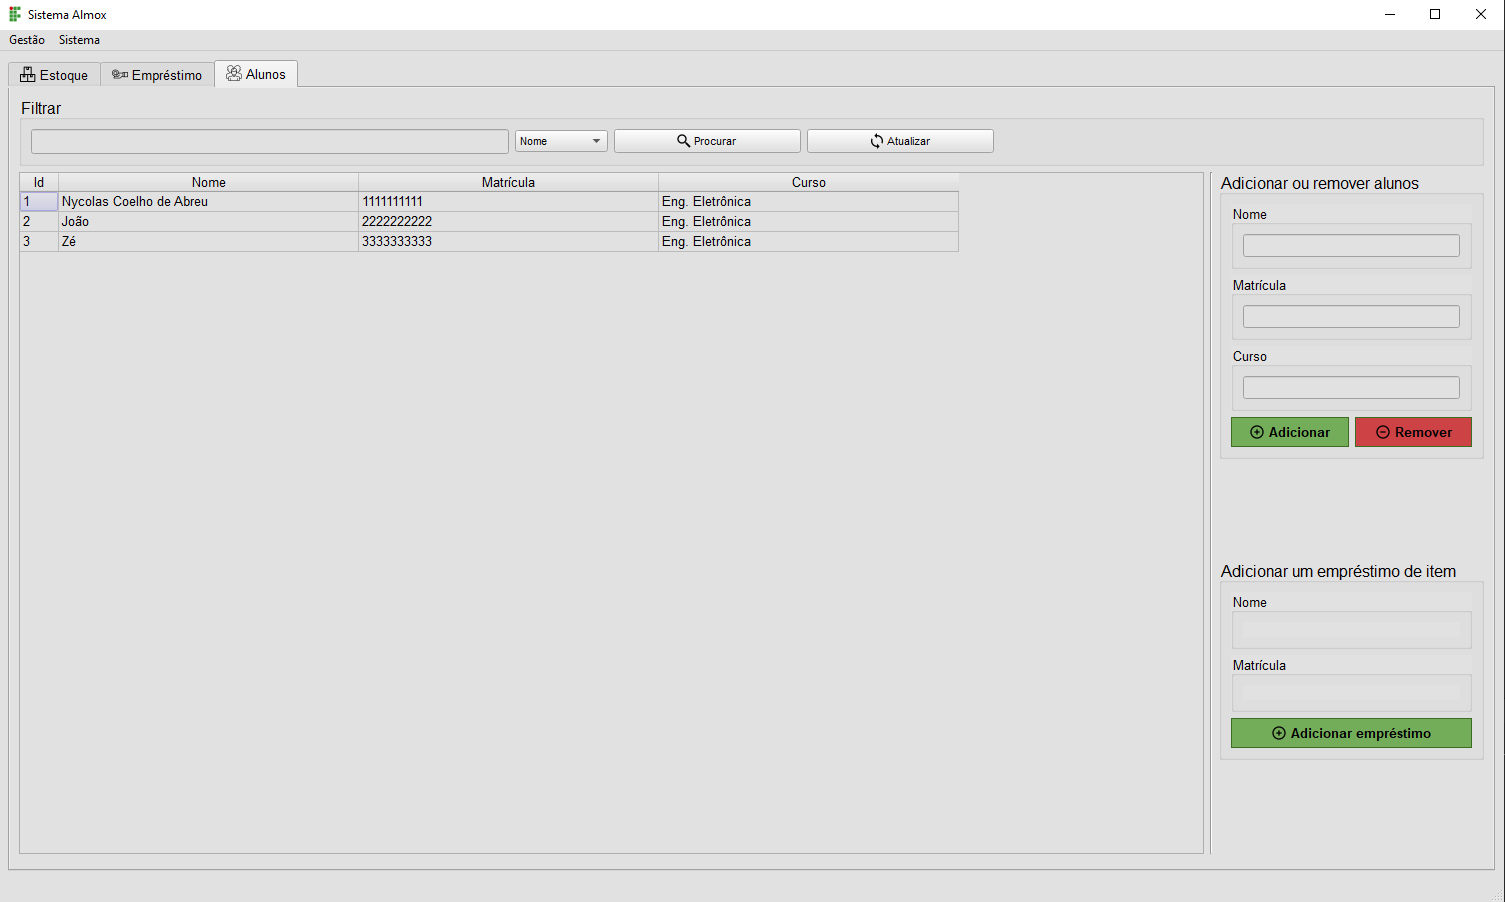 Sistema Almox
Gestão Sistema
Estoque Empréstimo Alunos
Filtrar
Nome Procurar Atualizar
Id Nome Matrícula Curso
1 Nycolas Coelho de Abreu 1111111111 Eng. Eletrônica
2 João 2222222222 Eng. Eletrônica
3 Zé 3333333333 Eng. Eletrônica
Adicionar ou remover alunos
Nome
Matrícula
Curso
Adicionar Remover
Adicionar um empréstimo de item
Nome
Matrícula
Adicionar empréstimo